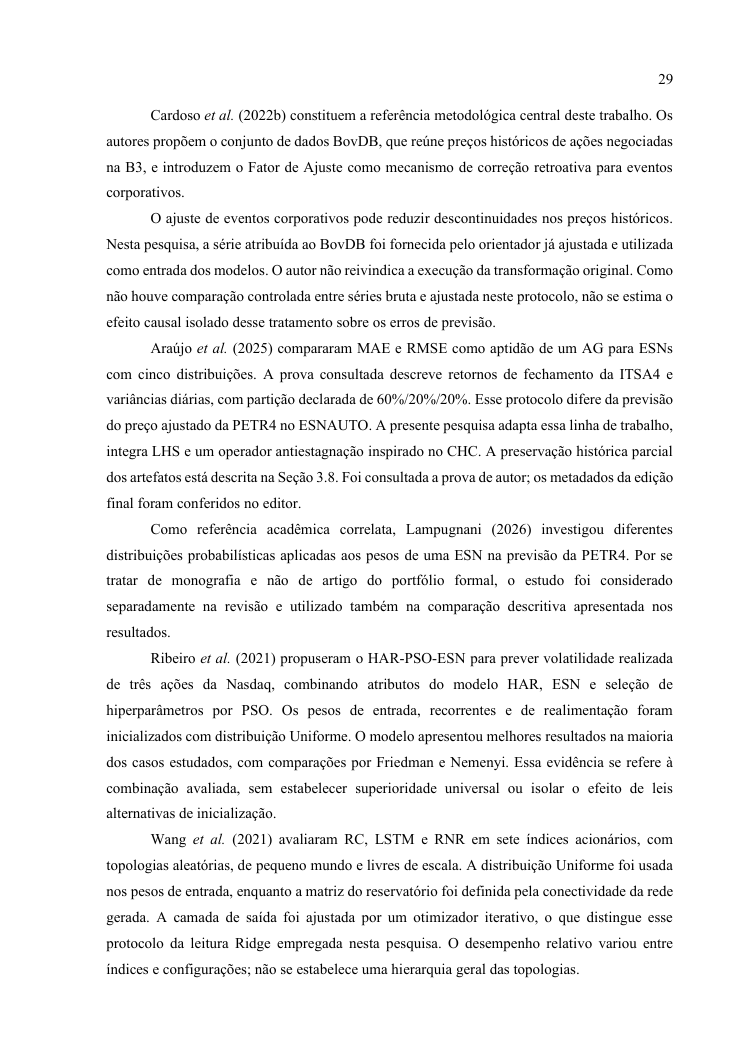 29
Cardoso et al. (2022b) constituem a referência metodológica central deste trabalho. Os
autores propõem o conjunto de dados BovDB, que reúne preços históricos de ações negociadas
na B3, e introduzem o Fator de Ajuste como mecanismo de correção retroativa para eventos
corporativos.
O ajuste de eventos corporativos pode reduzir descontinuidades nos preços históricos.
Nesta pesquisa, a série atribuída ao BovDB foi fornecida pelo orientador já ajustada e utilizada
como entrada dos modelos. O autor não reivindica a execução da transformação original. Como
não houve comparação controlada entre séries bruta e ajustada neste protocolo, não se estima o
efeito causal isolado desse tratamento sobre os erros de previsão.
Araújo et al. (2025) compararam MAE e RMSE como aptidão de um AG para ESNs
com cinco distribuições. A prova consultada descreve retornos de fechamento da ITSA4 e
variâncias diárias, com partição declarada de 60%/20%/20%. Esse protocolo difere da previsão
do preço ajustado da PETR4 no ESNAUTO. A presente pesquisa adapta essa linha de trabalho,
integra LHS e um operador antiestagnação inspirado no CHC. A preservação histórica parcial
dos artefatos está descrita na Seção 3.8. Foi consultada a prova de autor; os metadados da edição
final foram conferidos no editor.
Como referência acadêmica correlata, Lampugnani (2026) investigou diferentes
distribuições probabilísticas aplicadas aos pesos de uma ESN na previsão da PETR4. Por se
tratar de monografia e não de artigo do portfólio formal, o estudo foi considerado
separadamente na revisão e utilizado também na comparação descritiva apresentada nos
resultados.
Ribeiro et al. (2021) propuseram o HAR-PSO-ESN para prever volatilidade realizada
de três ações da Nasdaq, combinando atributos do modelo HAR, ESN e seleção de
hiperparâmetros por PSO. Os pesos de entrada, recorrentes e de realimentação foram
inicializados com distribuição Uniforme. O modelo apresentou melhores resultados na maioria
dos casos estudados, com comparações por Friedman e Nemenyi. Essa evidência se refere à
combinação avaliada, sem estabelecer superioridade universal ou isolar o efeito de leis
alternativas de inicialização.
Wang et al. (2021) avaliaram RC, LSTM e RNR em sete índices acionários, com
topologias aleatórias, de pequeno mundo e livres de escala. A distribuição Uniforme foi usada
nos pesos de entrada, enquanto a matriz do reservatório foi definida pela conectividade da rede
gerada. A camada de saída foi ajustada por um otimizador iterativo, o que distingue esse
protocolo da leitura Ridge empregada nesta pesquisa. O desempenho relativo variou entre
índices e configurações; não se estabelece uma hierarquia geral das topologias.